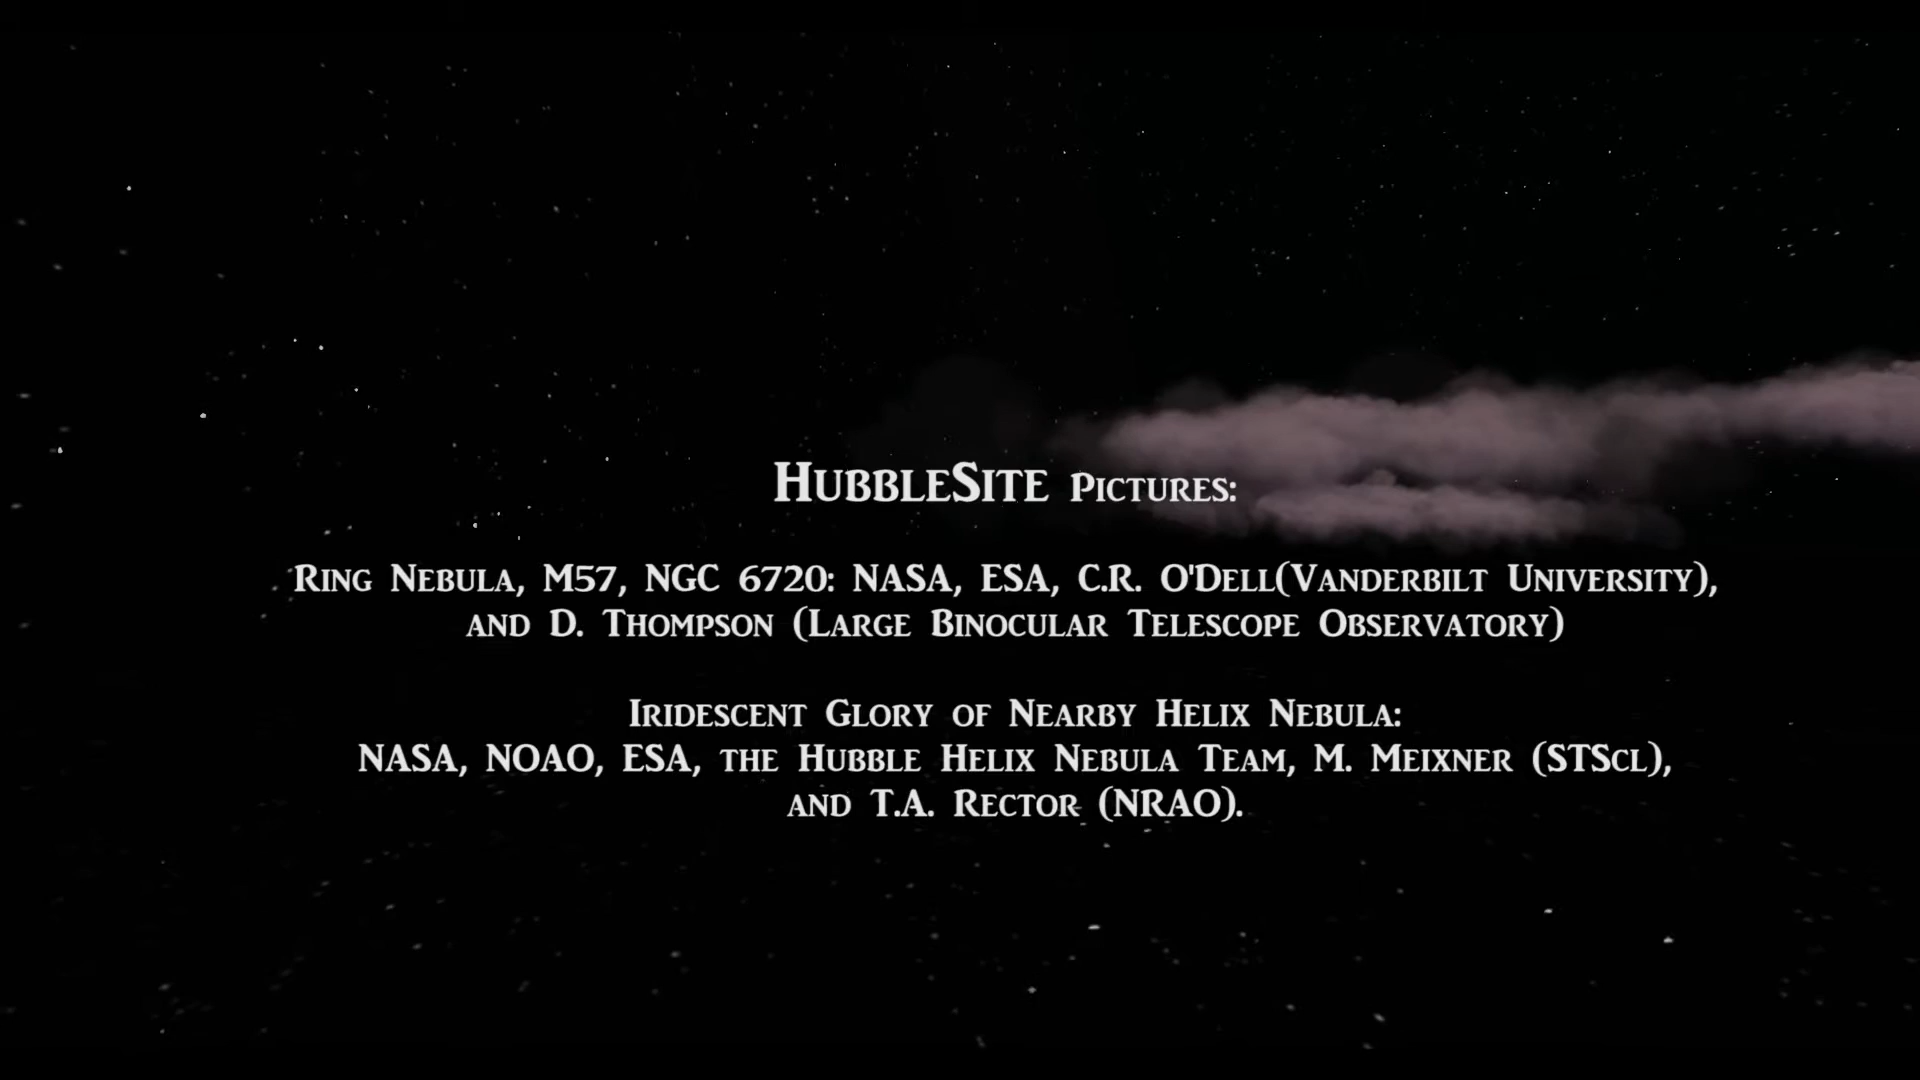 HubbleSite Pictures:
Ring Nebula, M57, NGC 6720: NASA, ESA, C.R. O'Dell(Vanderbilt University),
and D. Thompson (Large Binocular Telescope Observatory)
Iridescent Glory of Nearby Helix Nebula:
NASA, NOAO, ESA, the Hubble Helix Nebula Team, M. Meixner (STScl),
and T.A. Rector (NRAO).